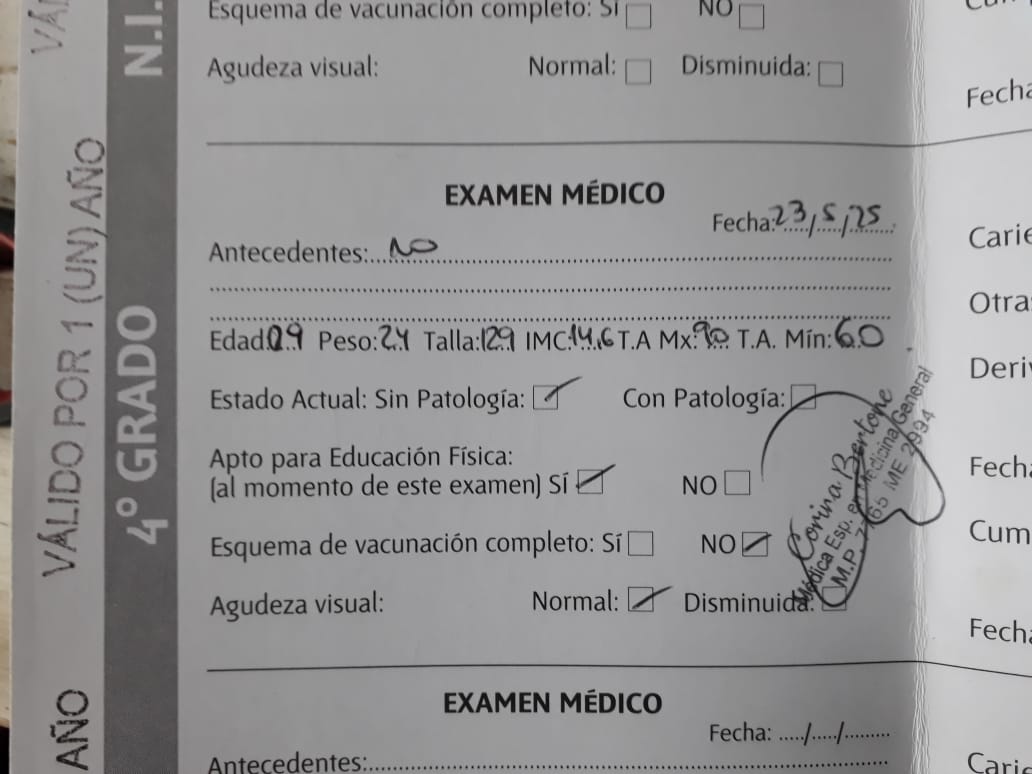 Esquema de vacunación completo: Sí NO
Agudeza visual: Normal: Disminuida:
EXAMEN MÉDICO
Fecha: 23/5/25
Antecedentes: NO
Edad: 09 Peso: 24 Talla: 129 IMC: 14.6 T.A Mx: 90 T.A. Mín: 60
Estado Actual: Sin Patología: Con Patología:
Apto para Educación Física:
(al momento de este examen) Sí NO
Esquema de vacunación completo: Sí NO
Agudeza visual: Normal: Disminuida:
Corina Bertone
Médica Esp. en Medicina General
M.P. 7765 ME 2994
EXAMEN MÉDICO
Fecha: ...../...../..........
Antecedentes:
VÁLIDO POR 1 (UN) AÑO
4º GRADO
N.I.
AÑO
Fecha
Carie
Otra
Deriv
Fecha
Cum
Fecha
Carie